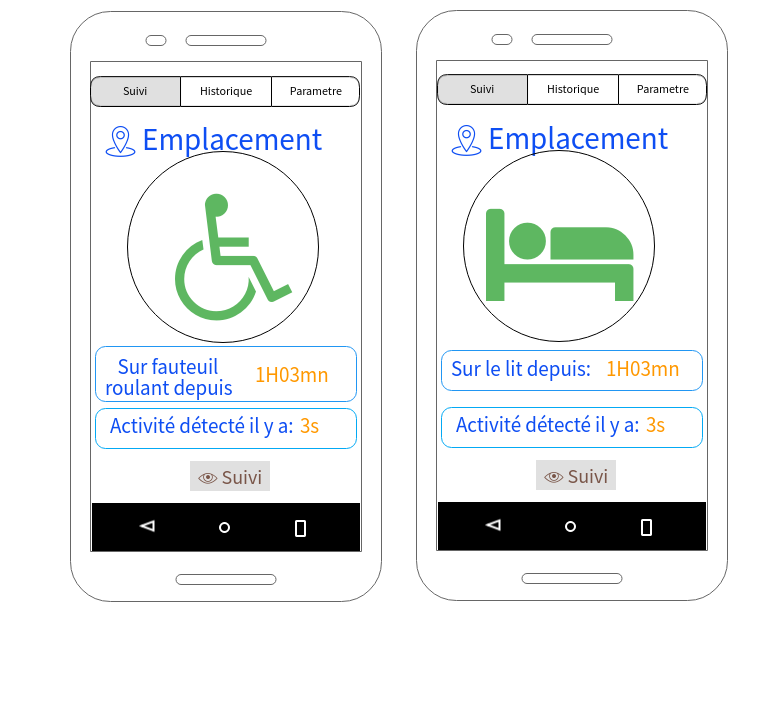 Suivi Historique Parametre
Emplacement
Sur fauteuil
roulant depuis
1H03mn
Activité détecté il y a: 3s
Suivi
Suivi Historique Parametre
Emplacement
Sur le lit depuis: 1H03mn
Activité détecté il y a: 3s
Suivi